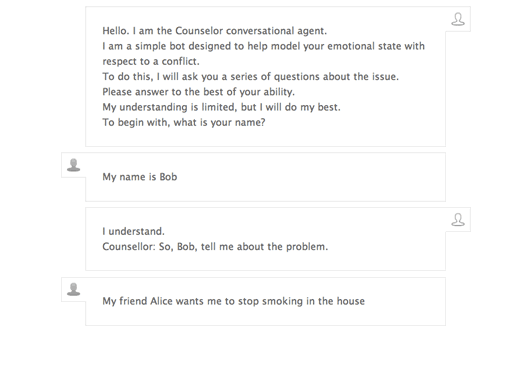 Hello. I am the Counselor conversational agent.
I am a simple bot designed to help model your emotional state with
respect to a conflict.
To do this, I will ask you a series of questions about the issue.
Please answer to the best of your ability.
My understanding is limited, but I will do my best.
To begin with, what is your name?
My name is Bob
I understand.
Counsellor: So, Bob, tell me about the problem.
My friend Alice wants me to stop smoking in the house